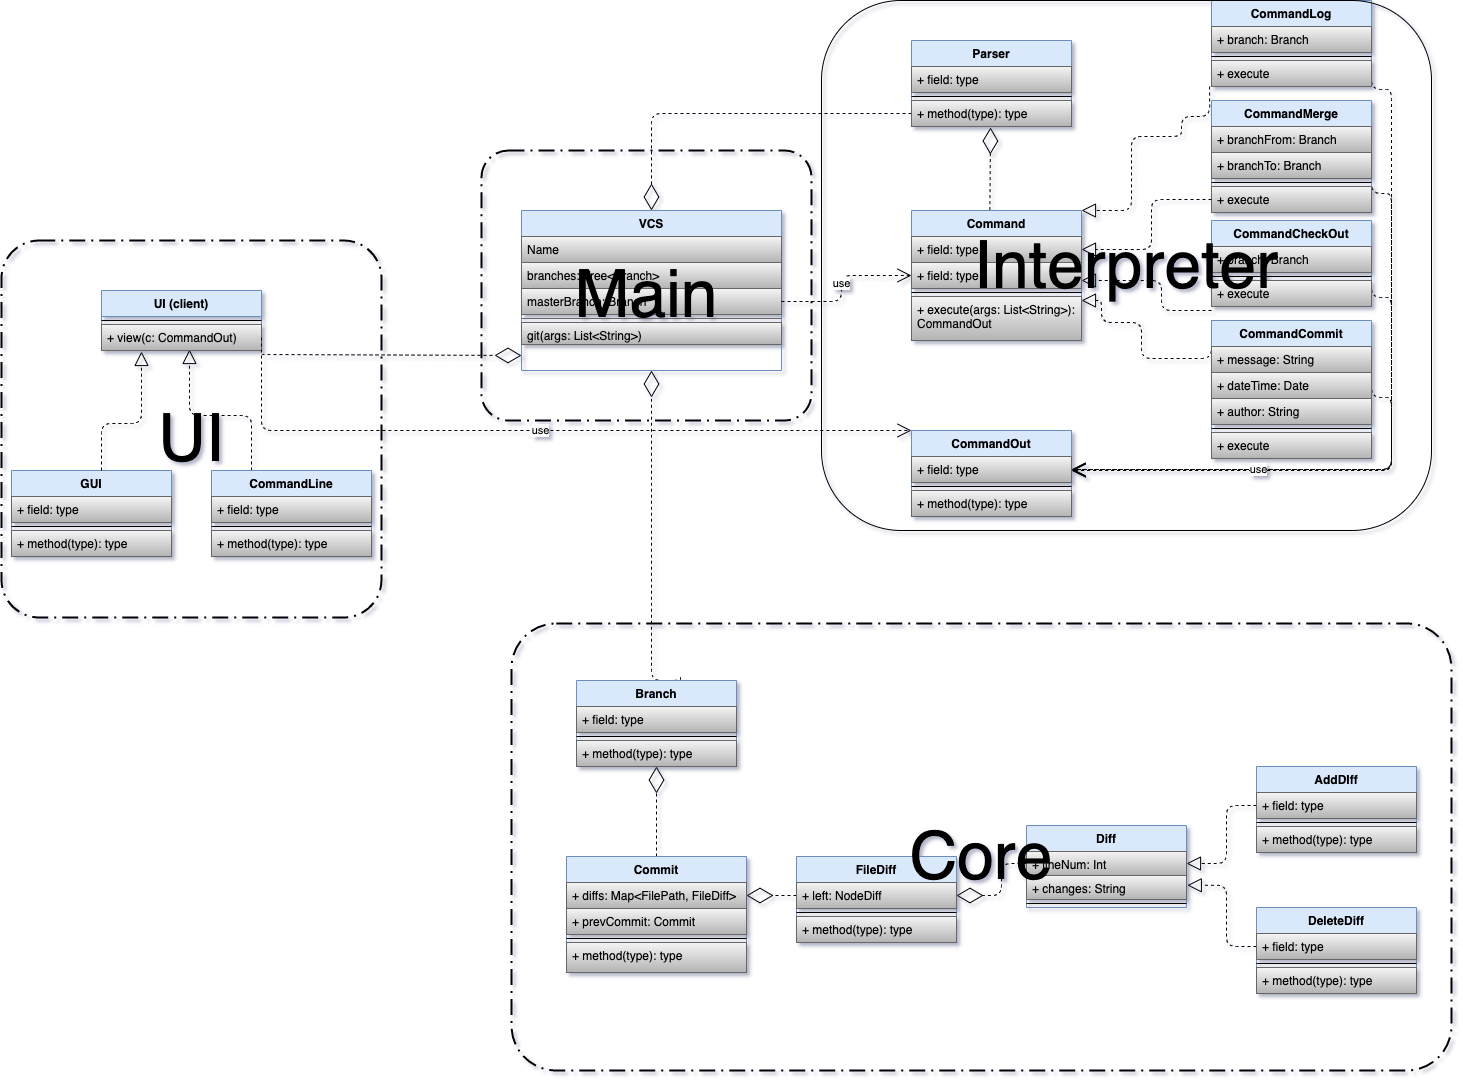 CommandLog
+ branch: Branch
+ execute
Parser
+ field: type
+ method(type): type
CommandMerge
+ branchFrom: Branch
+ branchTo: Branch
+ execute
VCS
Name
branches: Tree<Branch>
masterBranch: Branch
git(args: List<String>)
Main
use
Command
+ field: type
+ field: type
+ execute(args: List<String>):
CommandOut
Interpreter
CommandCheckOut
+ branch: Branch
+ execute
CommandCommit
+ message: String
+ dateTime: Date
+ author: String
+ execute
UI (client)
+ view(c: CommandOut)
UI
use
CommandOut
+ field: type
+ method(type): type
use
GUI
+ field: type
+ method(type): type
CommandLine
+ field: type
+ method(type): type
Branch
+ field: type
+ method(type): type
Core
Commit
+ diffs: Map<FilePath, FileDiff>
+ prevCommit: Commit
+ method(type): type
FileDiff
+ left: NodeDiff
+ method(type): type
Diff
+ lineNum: Int
+ changes: String
AddDIff
+ field: type
+ method(type): type
DeleteDiff
+ field: type
+ method(type): type